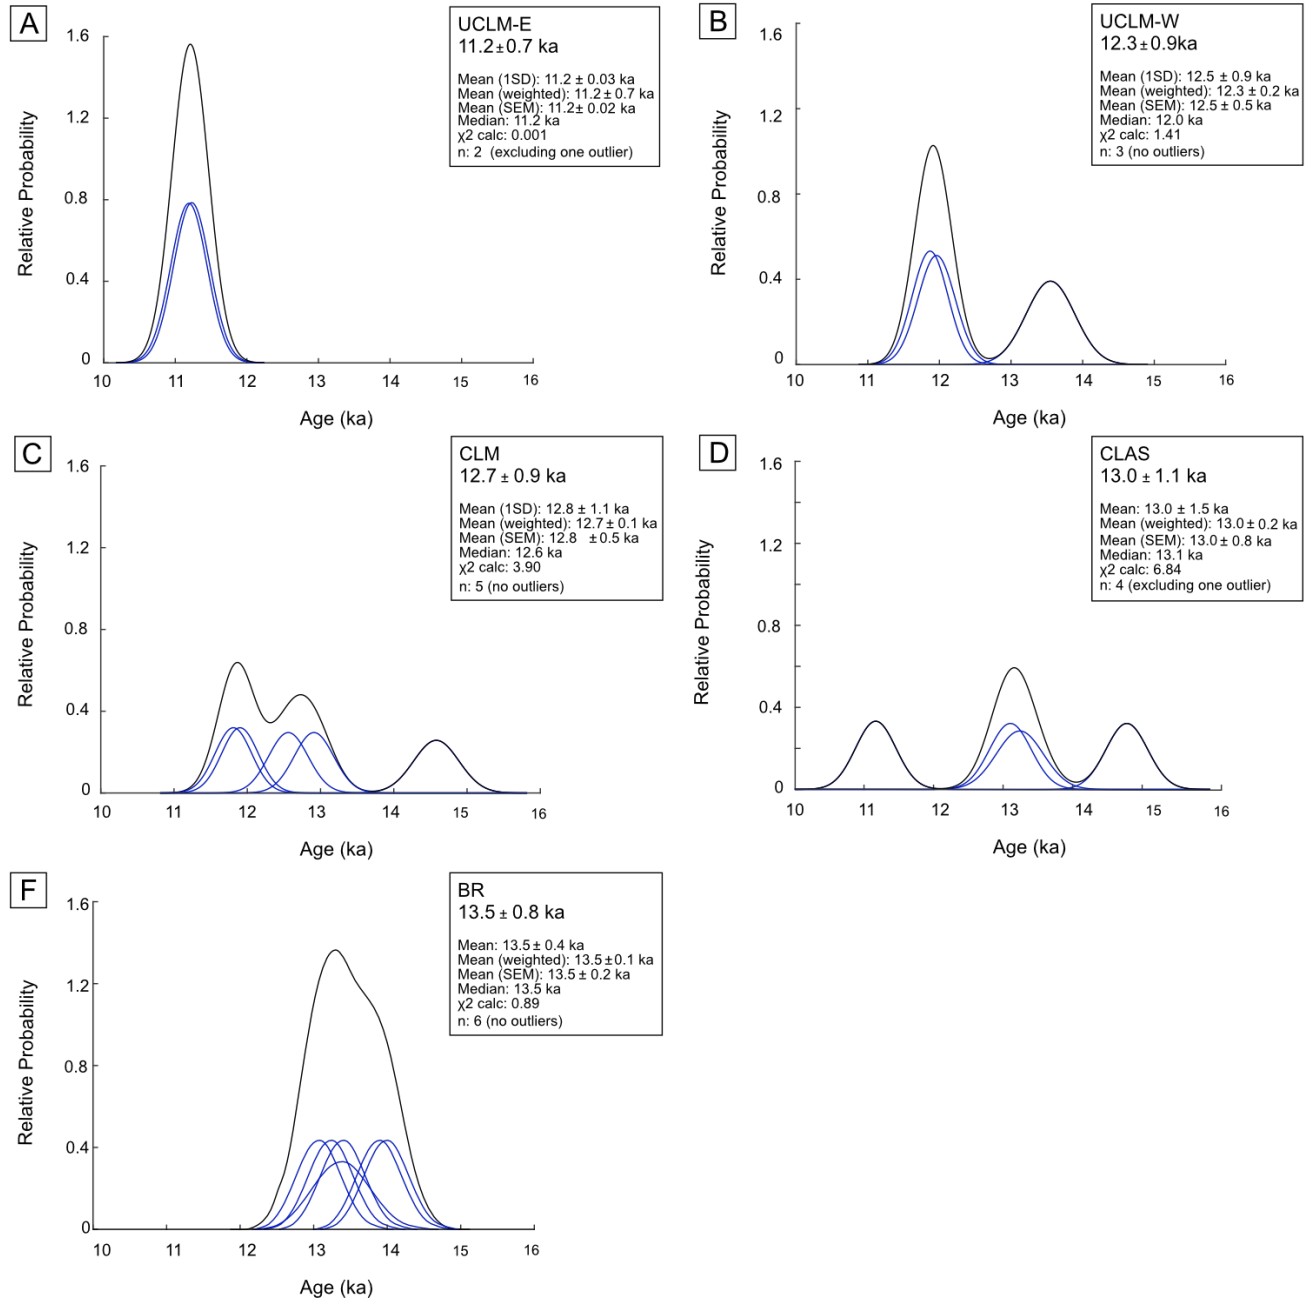 A
UCLM-E
11.2±0.7 ka
Mean (1SD): 11.2 ± 0.03 ka
Mean (weighted): 11.2± 0.7 ka
Mean (SEM): 11.2± 0.02 ka
Median: 11.2 ka
χ2 calc: 0.001
n: 2 (excluding one outlier)
Relative Probability
1.6
1.2
0.8
0.4
0
10 11 12 13 14 15 16
Age (ka)
B
UCLM-W
12.3±0.9ka
Mean (1SD): 12.5 ± 0.9 ka
Mean (weighted): 12.3 ± 0.2 ka
Mean (SEM): 12.5 ± 0.5 ka
Median: 12.0 ka
χ2 calc: 1.41
n: 3 (no outliers)
Relative Probability
1.6
1.2
0.8
0.4
0
10 11 12 13 14 15 16
Age (ka)
C
CLM
12.7 ± 0.9 ka
Mean (1SD): 12.8 ± 1.1 ka
Mean (weighted): 12.7± 0.1 ka
Mean (SEM): 12.8 ±0.5 ka
Median: 12.6 ka
χ2 calc: 3.90
n: 5 (no outliers)
Relative Probability
1.6
1.2
0.8
0.4
0
10 11 12 13 14 15 16
Age (ka)
D
CLAS
13.0 ± 1.1 ka
Mean: 13.0 ± 1.5 ka
Mean (weighted): 13.0± 0.2 ka
Mean (SEM): 13.0± 0.8 ka
Median: 13.1 ka
χ2 calc: 6.84
n: 4 (excluding one outlier)
Relative Probability
1.6
1.2
0.8
0.4
0
10 11 12 13 14 15 16
Age (ka)
F
BR
13.5 ± 0.8 ka
Mean: 13.5± 0.4 ka
Mean (weighted): 13.5±0.1 ka
Mean (SEM): 13.5± 0.2 ka
Median: 13.5 ka
χ2 calc: 0.89
n: 6 (no outliers)
Relative Probability
1.6
1.2
0.8
0.4
0
10 11 12 13 14 15 16
Age (ka)